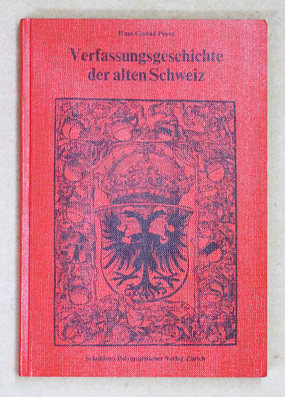 Hans Conrad Peyer
Verfassungsgeschichte
der alten Schweiz
Schulthess Polygraphischer Verlag Zürich